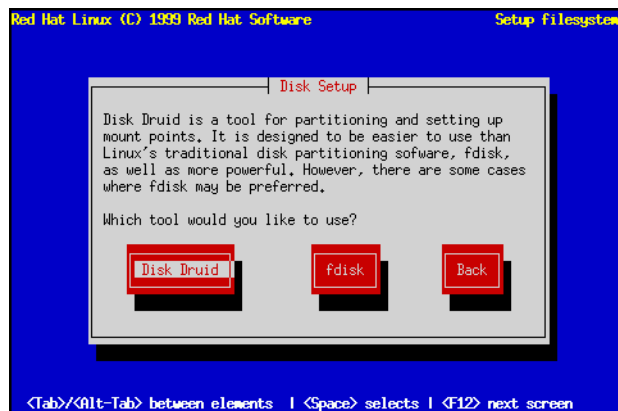 Red Hat Linux (C) 1999 Red Hat Software Setup filesystem
Disk Setup
Disk Druid is a tool for partitioning and setting up
mount points. It is designed to be easier to use than
Linux's traditional disk partitioning sofware, fdisk,
as well as more powerful. However, there are some cases
where fdisk may be preferred.
Which tool would you like to use?
Disk Druid fdisk Back
<Tab>/<Alt-Tab> between elements | <Space> selects | <F12> next screen